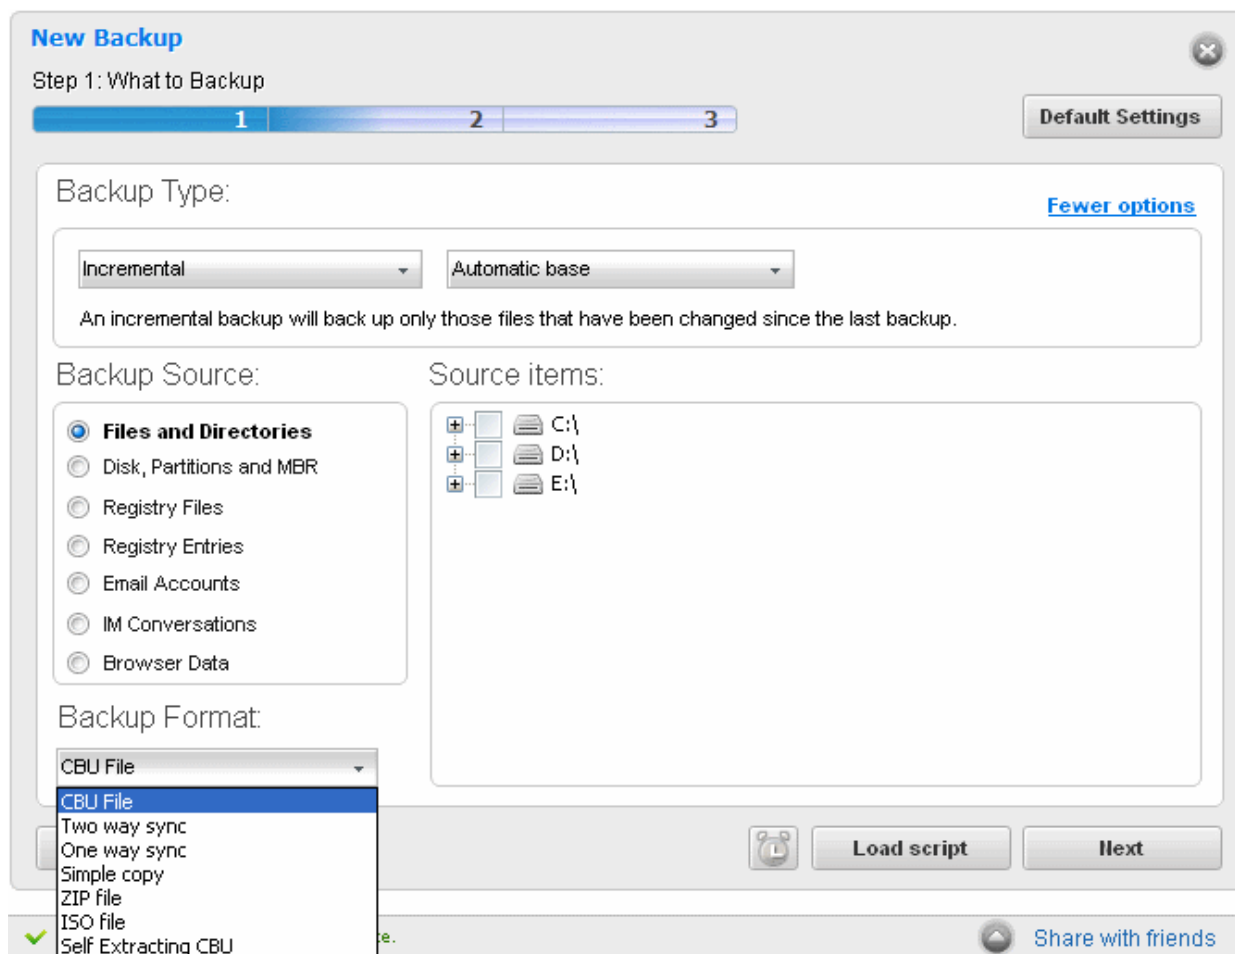 New Backup
Step 1: What to Backup
1 2 3
Default Settings
Backup Type:
Fewer options
Incremental
Automatic base
An incremental backup will back up only those files that have been changed since the last backup.
Backup Source:
Source items:
Files and Directories
Disk, Partitions and MBR
Registry Files
Registry Entries
Email Accounts
IM Conversations
Browser Data
C:\
D:\
E:\
Backup Format:
CBU File
CBU File
Two way sync
One way sync
Simple copy
ZIP file
ISO file
Self Extracting CBU
Load script
Next
Share with friends